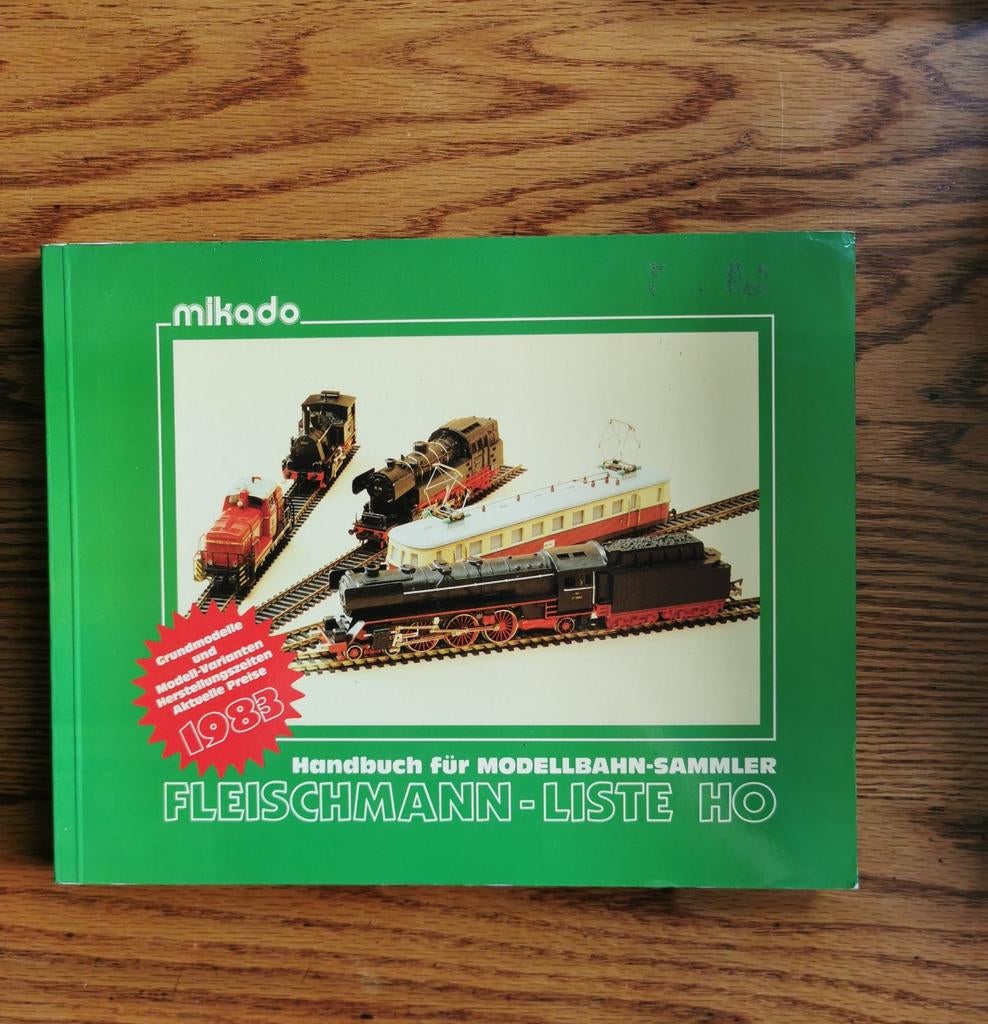 mikado
Grundmodelle
und
Modell-Varianten
Herstellungszeiten
Aktuelle Preise
1983
Handbuch für MODELLBAHN-SAMMLER
FLEISCHMANN-LISTE HO